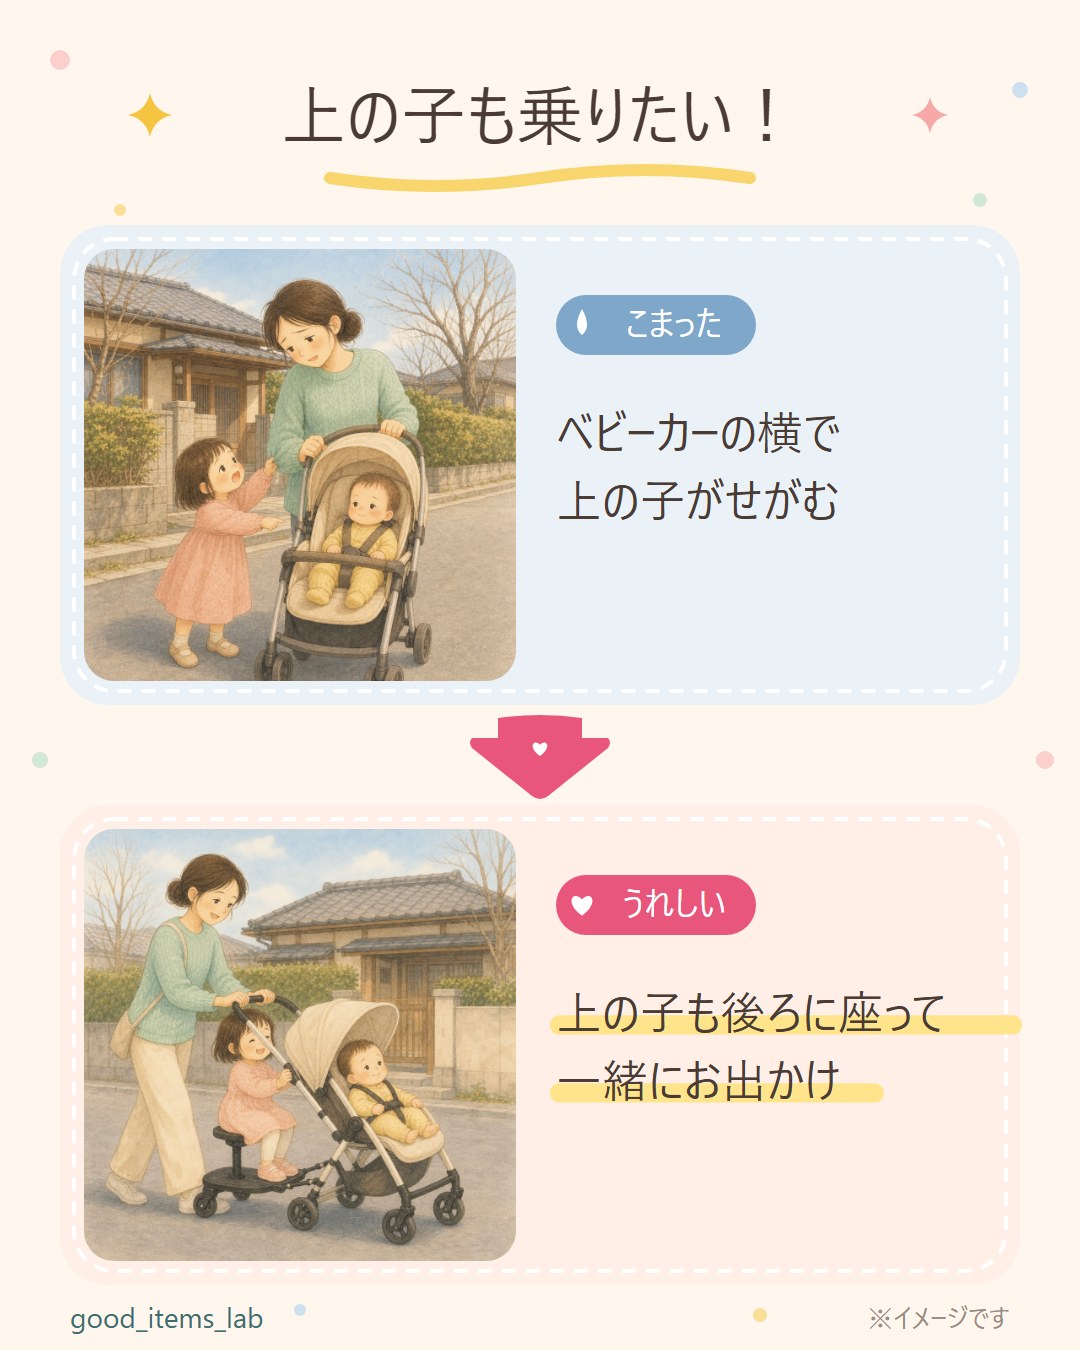 上の子も乗りたい！
こまった
ベビーカーの横で
上の子がせがむ
うれしい
上の子も後ろに座って
一緒にお出かけ
good_items_lab
※イメージです